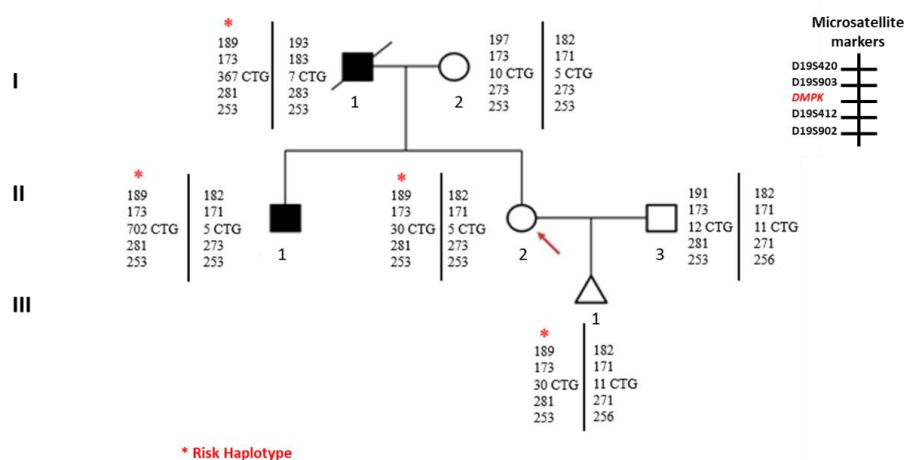 Microsatellite
markers
D19S420
D19S903
DMPK
D19S412
D19S902
I
*
189
173
367 CTG
281
253
193
183
7 CTG
283
253
1
2
197
173
10 CTG
273
253
182
171
5 CTG
273
253
II
*
189
173
702 CTG
281
253
182
171
5 CTG
273
253
1
*
189
173
30 CTG
281
253
182
171
5 CTG
273
253
2
3
191
173
12 CTG
281
253
182
171
11 CTG
271
256
III
1
*
189
173
30 CTG
281
253
182
171
11 CTG
271
256
* Risk Haplotype